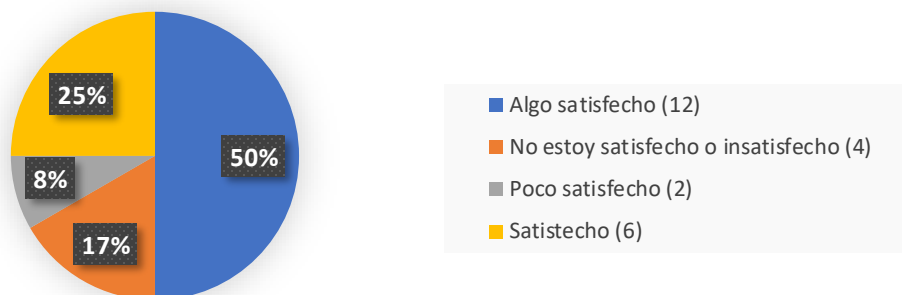 25%
50%
8%
17%
Algo satisfecho (12)
No estoy satisfecho o insatisfecho (4)
Poco satisfecho (2)
Satistecho (6)